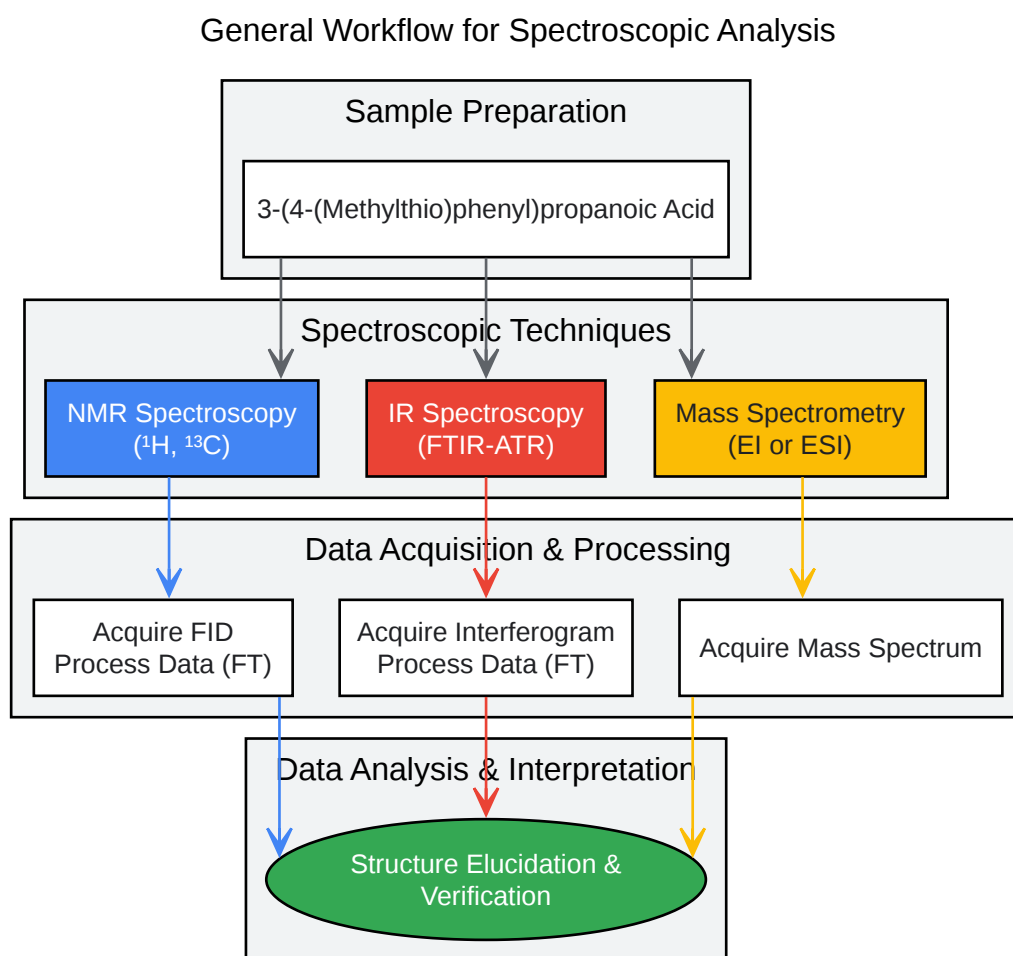 General Workflow for Spectroscopic Analysis
Sample Preparation
3-(4-(Methylthio)phenyl)propanoic Acid
Spectroscopic Techniques
NMR Spectroscopy
(¹H, ¹³C)
IR Spectroscopy
(FTIR-ATR)
Mass Spectrometry
(EI or ESI)
Data Acquisition & Processing
Acquire FID
Process Data (FT)
Acquire Interferogram
Process Data (FT)
Acquire Mass Spectrum
Data Analysis & Interpretation
Structure Elucidation &
Verification